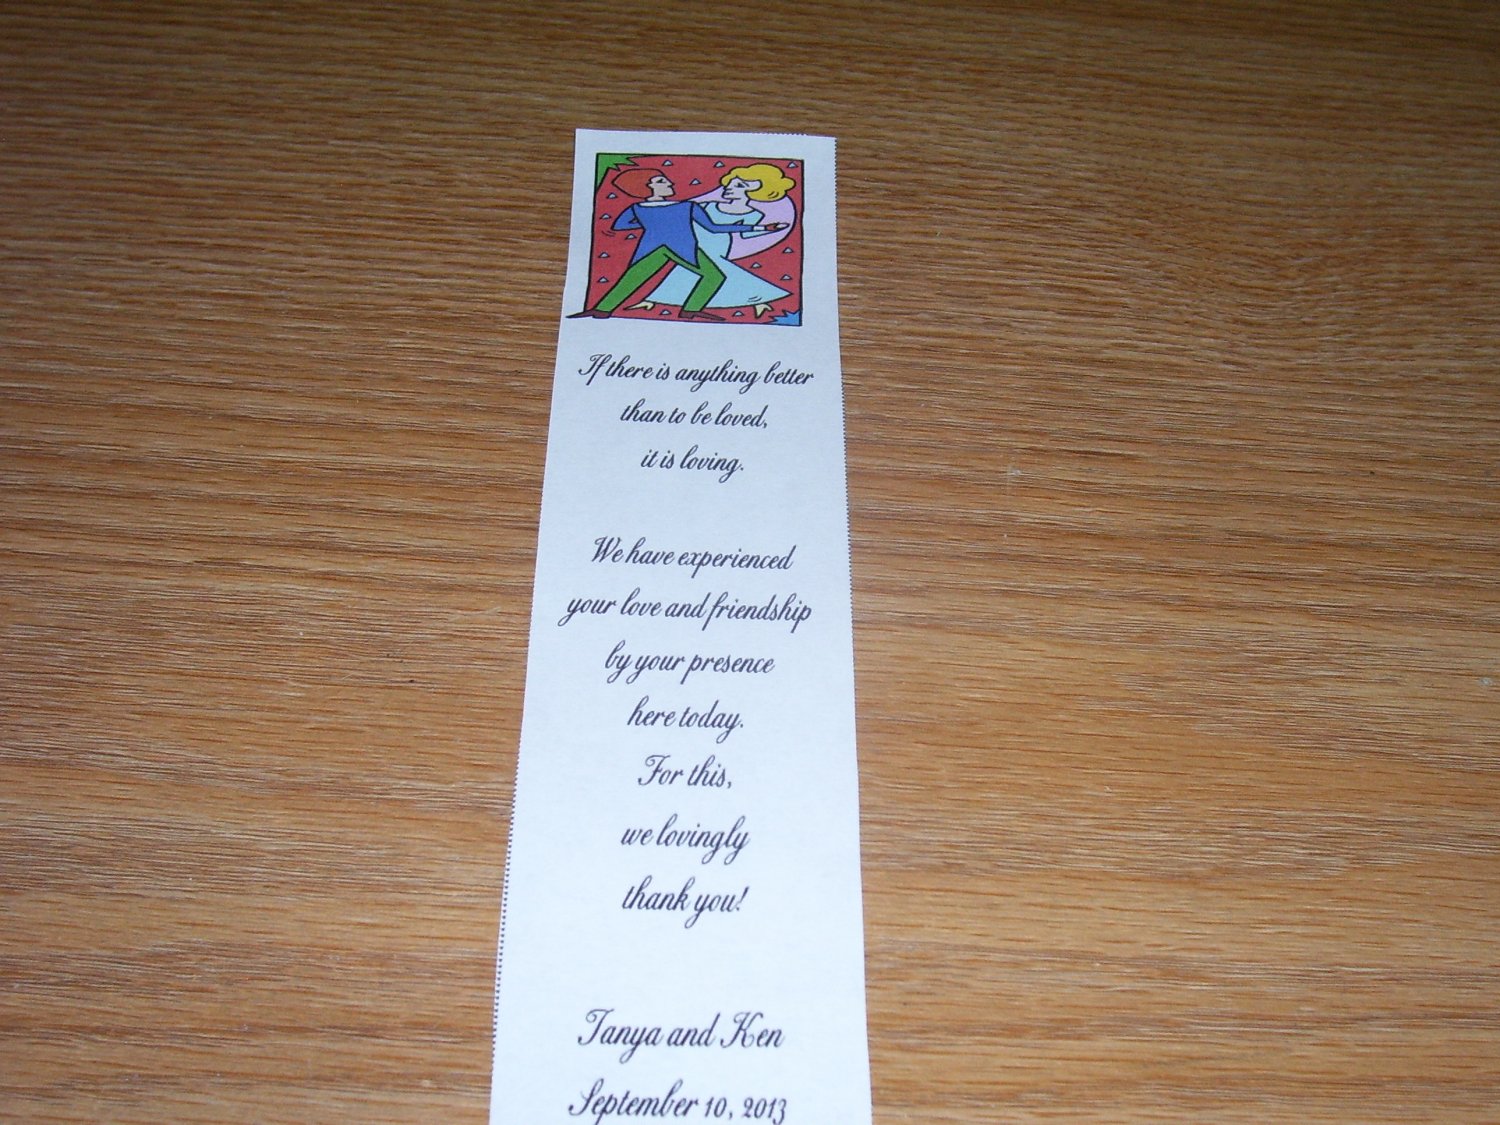 If there is anything better
than to be loved,
it is loving.
We have experienced
your love and friendship
by your presence
here today.
For this,
we lovingly
thank you!
Tanya and Ken
September 10, 2013